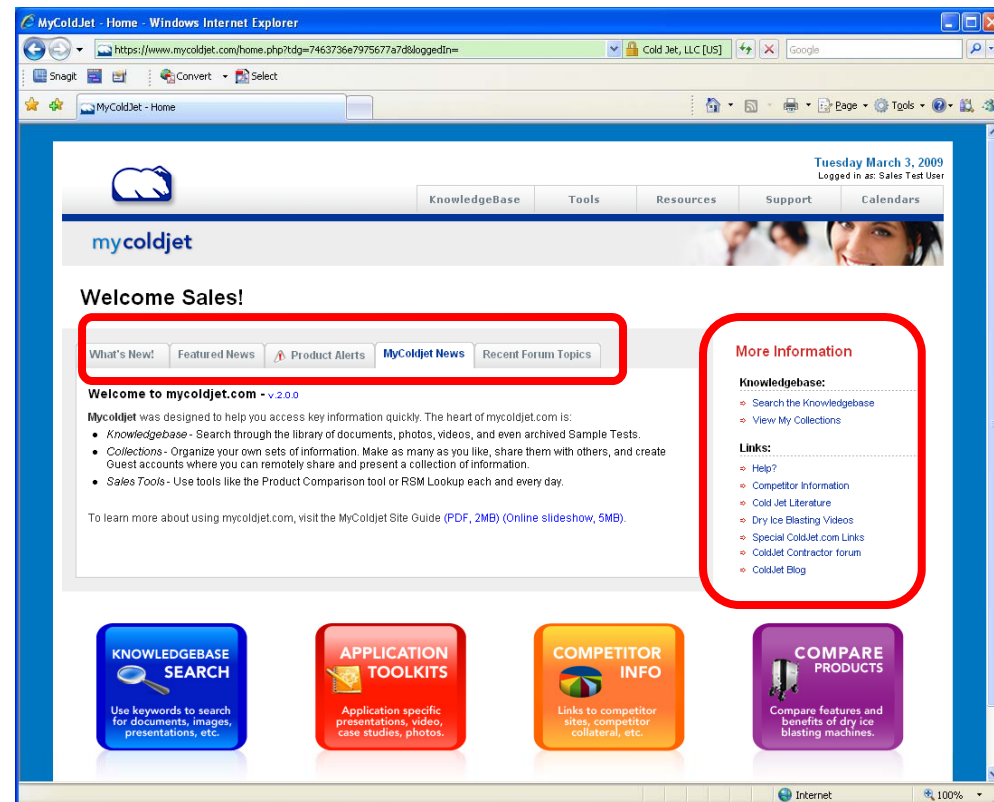 MyColdJet - Home - Windows Internet Explorer
https://www.mycoldjet.com/home.php?tdg=7463736e7975677a7d&loggedIn=
Cold Jet, LLC [US]
Google
Snagit
Convert
Select
MyColdJet - Home
Page
Tools
Tuesday March 3, 2009
Logged in as: Sales Test User
KnowledgeBase Tools Resources Support Calendars
mycoldjet
Welcome Sales!
What's New! Featured News Product Alerts MyColdjet News Recent Forum Topics
Welcome to mycoldjet.com - v.2.0.0
Mycoldjet was designed to help you access key information quickly. The heart of mycoldjet.com is:
• Knowledgebase - Search through the library of documents, photos, videos, and even archived Sample Tests.
• Collections - Organize your own sets of information. Make as many as you like, share them with others, and create
Guest accounts where you can remotely share and present a collection of information.
• Sales Tools - Use tools like the Product Comparison tool or RSM Lookup each and every day.
To learn more about using mycoldjet.com, visit the MyColdjet Site Guide (PDF, 2MB) (Online slideshow, 5MB).
More Information
Knowledgebase:
Search the Knowledgebase
View My Collections
Links:
Help?
Competitor Information
Cold Jet Literature
Dry Ice Blasting Videos
Special ColdJet.com Links
ColdJet Contractor forum
ColdJet Blog
KNOWLEDGEBASE
SEARCH
Use keywords to search
for documents, images,
presentations, etc.
APPLICATION
TOOLKITS
Application specific
presentations, video,
case studies, photos.
COMPETITOR
INFO
Links to competitor
sites, competitor
collateral, etc.
COMPARE
PRODUCTS
Compare features and
benefits of dry ice
blasting machines.
Internet
100%